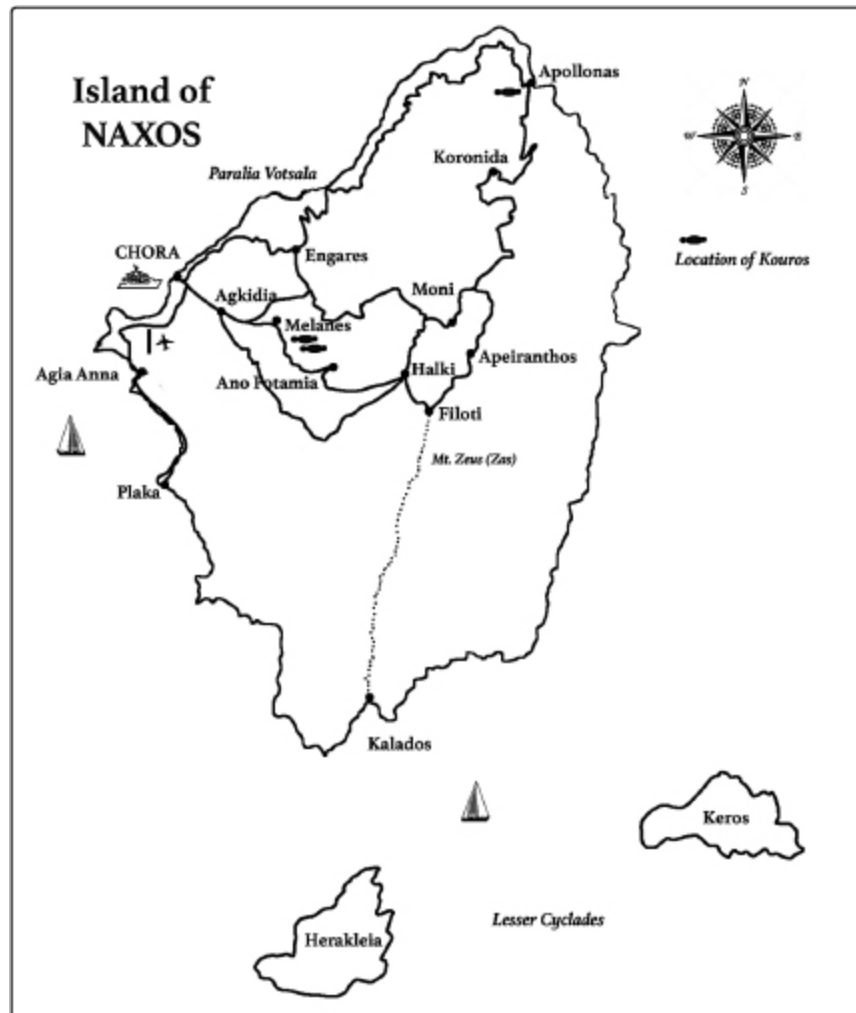 Island of
NAXOS
Apollonas
N
W
E
S
Koronida
Paralia Votsala
Location of Kouros
CHORA
Engares
Agkidia
Moni
Melanes
Apeiranthos
Agia Anna
Ano Potamia
Halki
Filoti
Mt. Zeus (Zas)
Plaka
Kalados
Keros
Lesser Cyclades
Herakleia